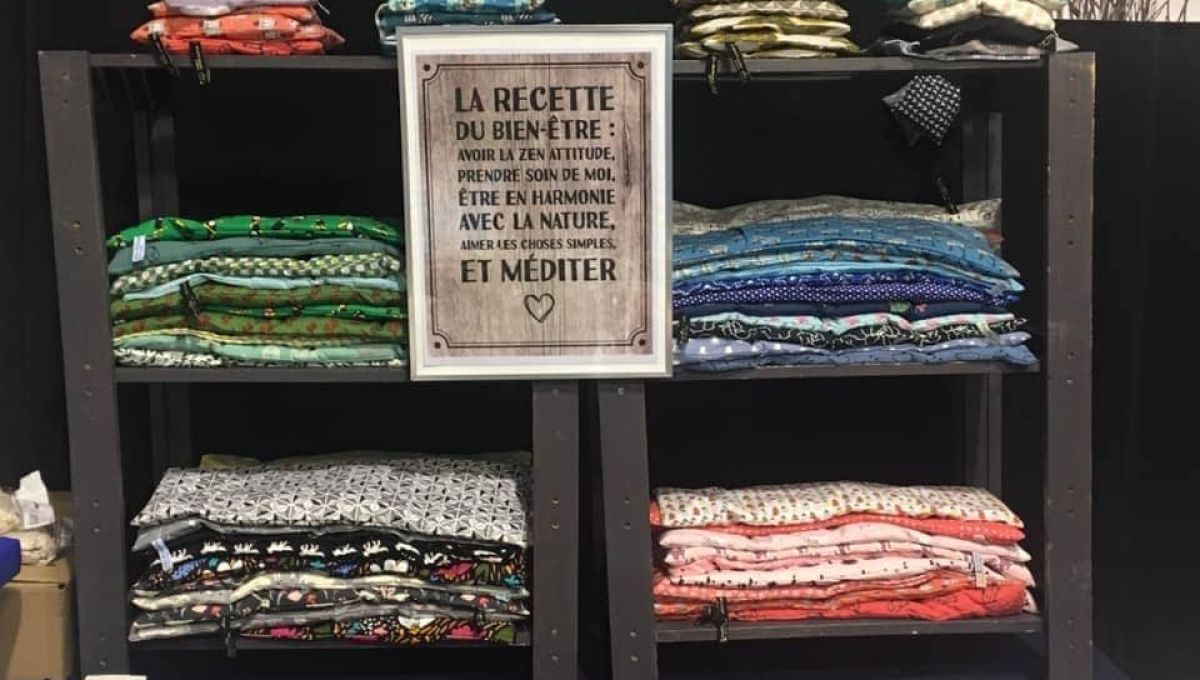 LA RECETTE
DU BIEN-ÊTRE :
AVOIR LA ZEN ATTITUDE,
PRENDRE SOIN DE MOI,
ÊTRE EN HARMONIE
AVEC LA NATURE,
AIMER LES CHOSES SIMPLES,
ET MÉDITER